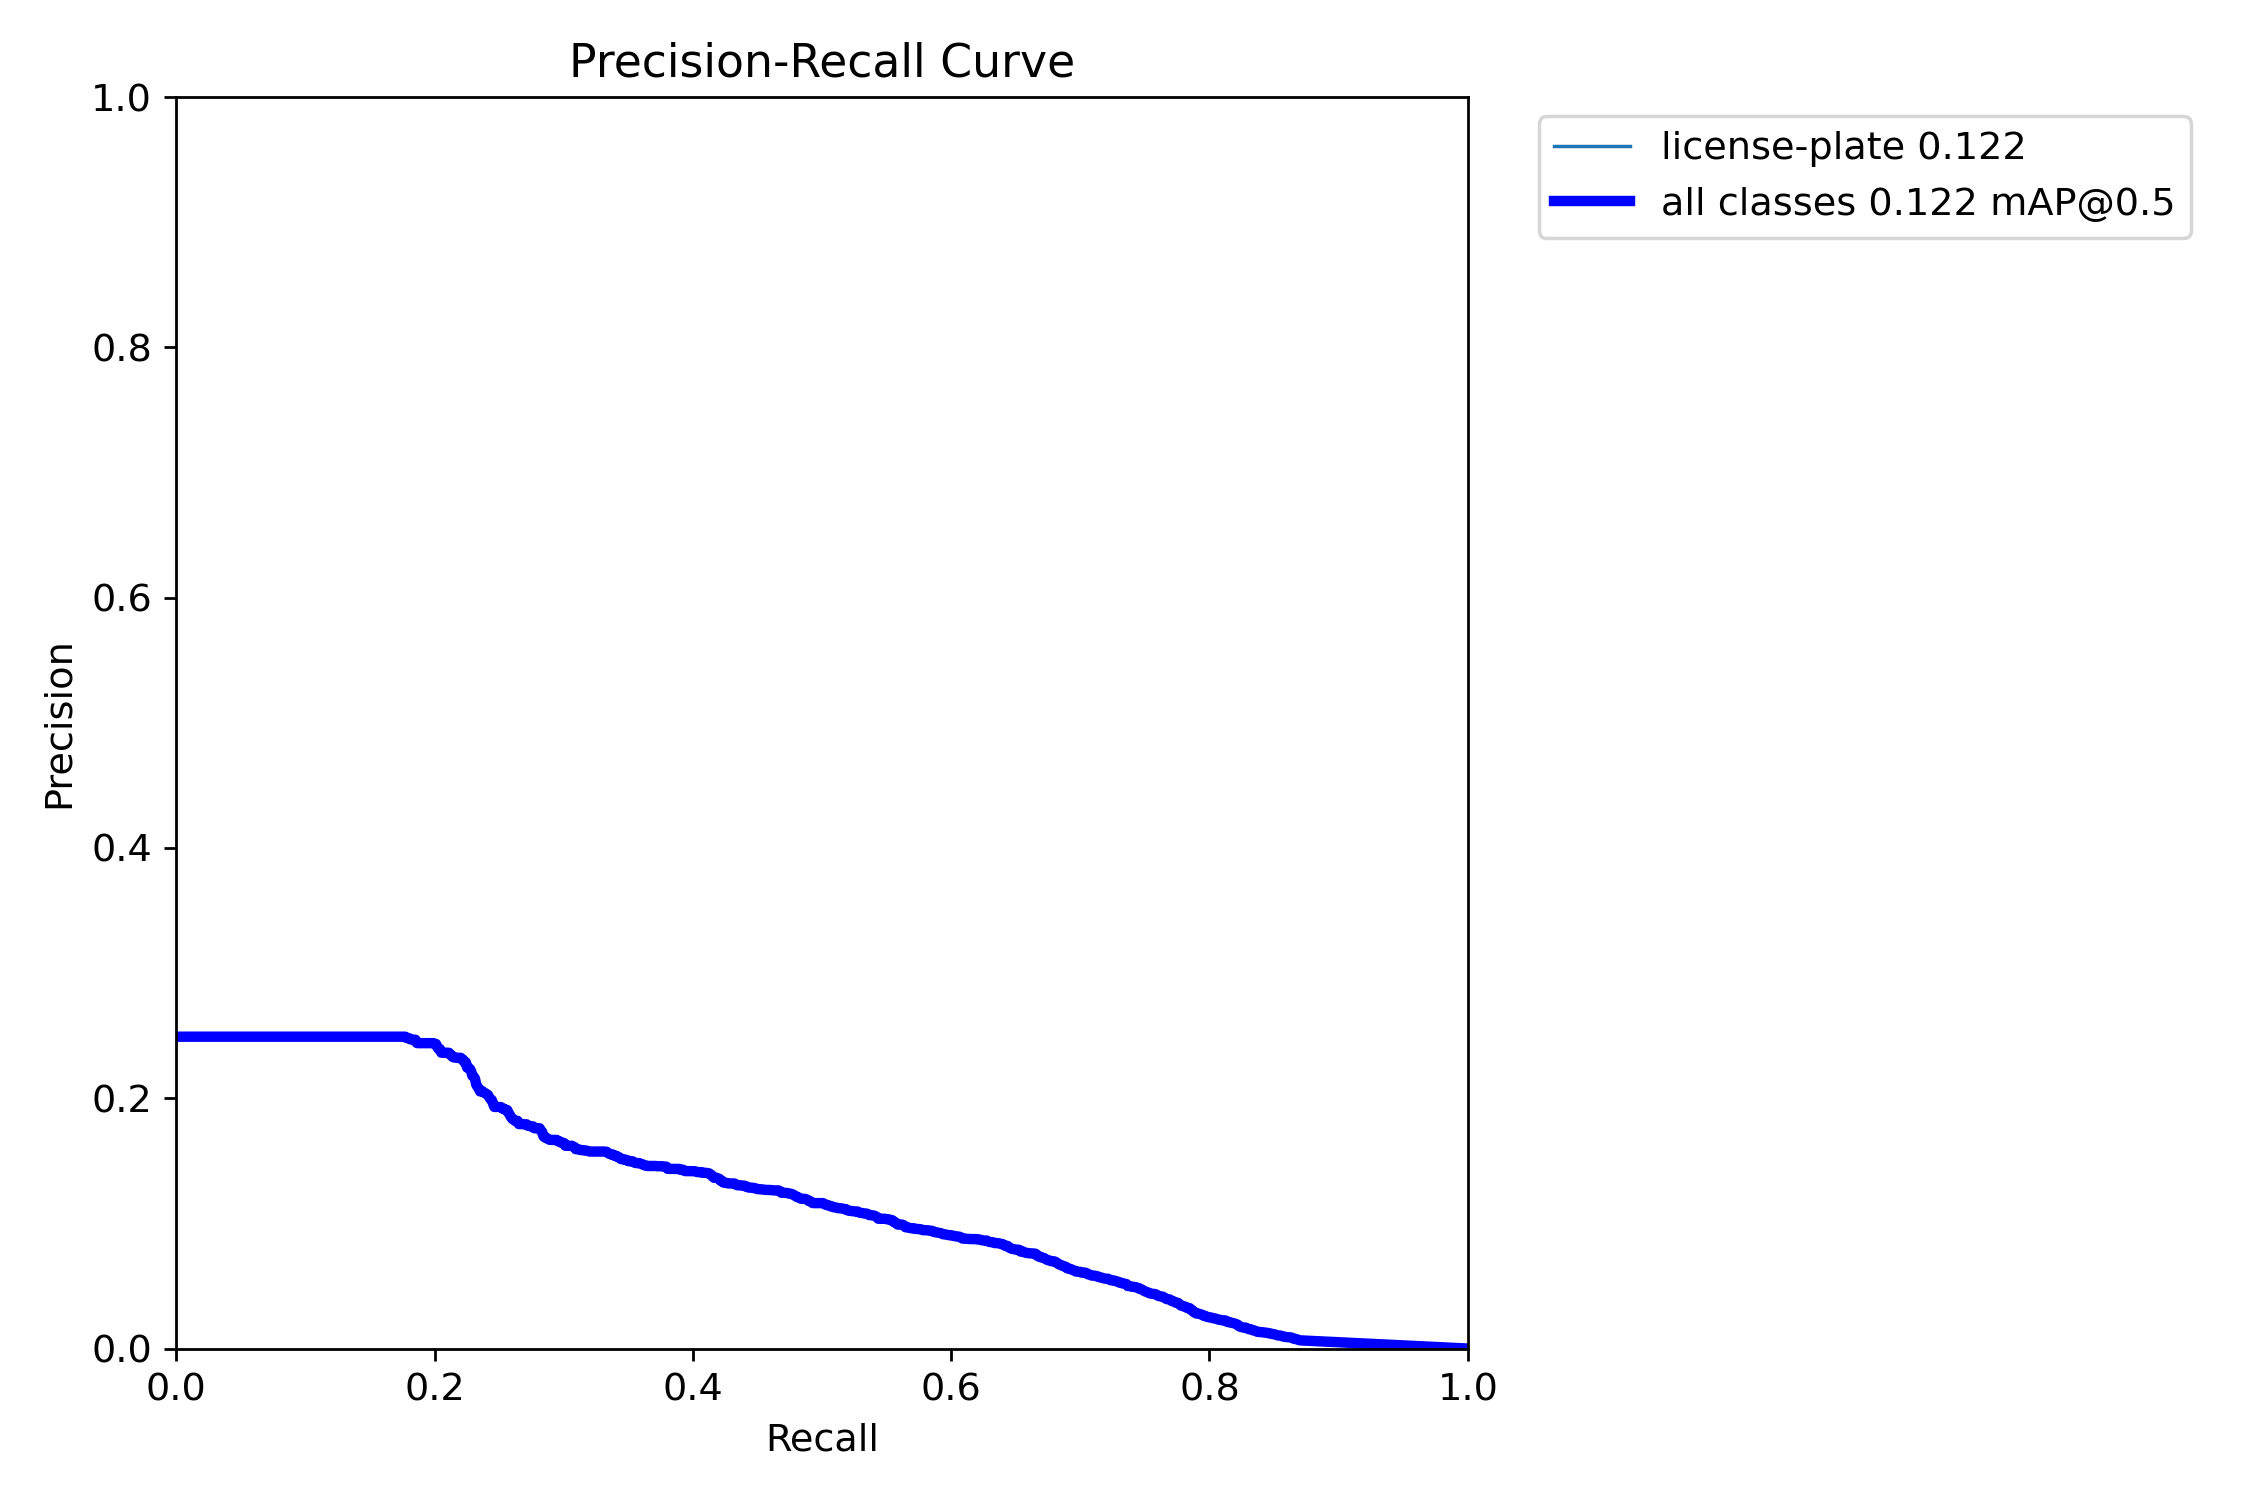 Precision-Recall Curve
1.0
0.8
0.6
0.4
0.2
0.0
Precision
0.0 0.2 0.4 0.6 0.8 1.0
Recall
license-plate 0.122
all classes 0.122 mAP@0.5